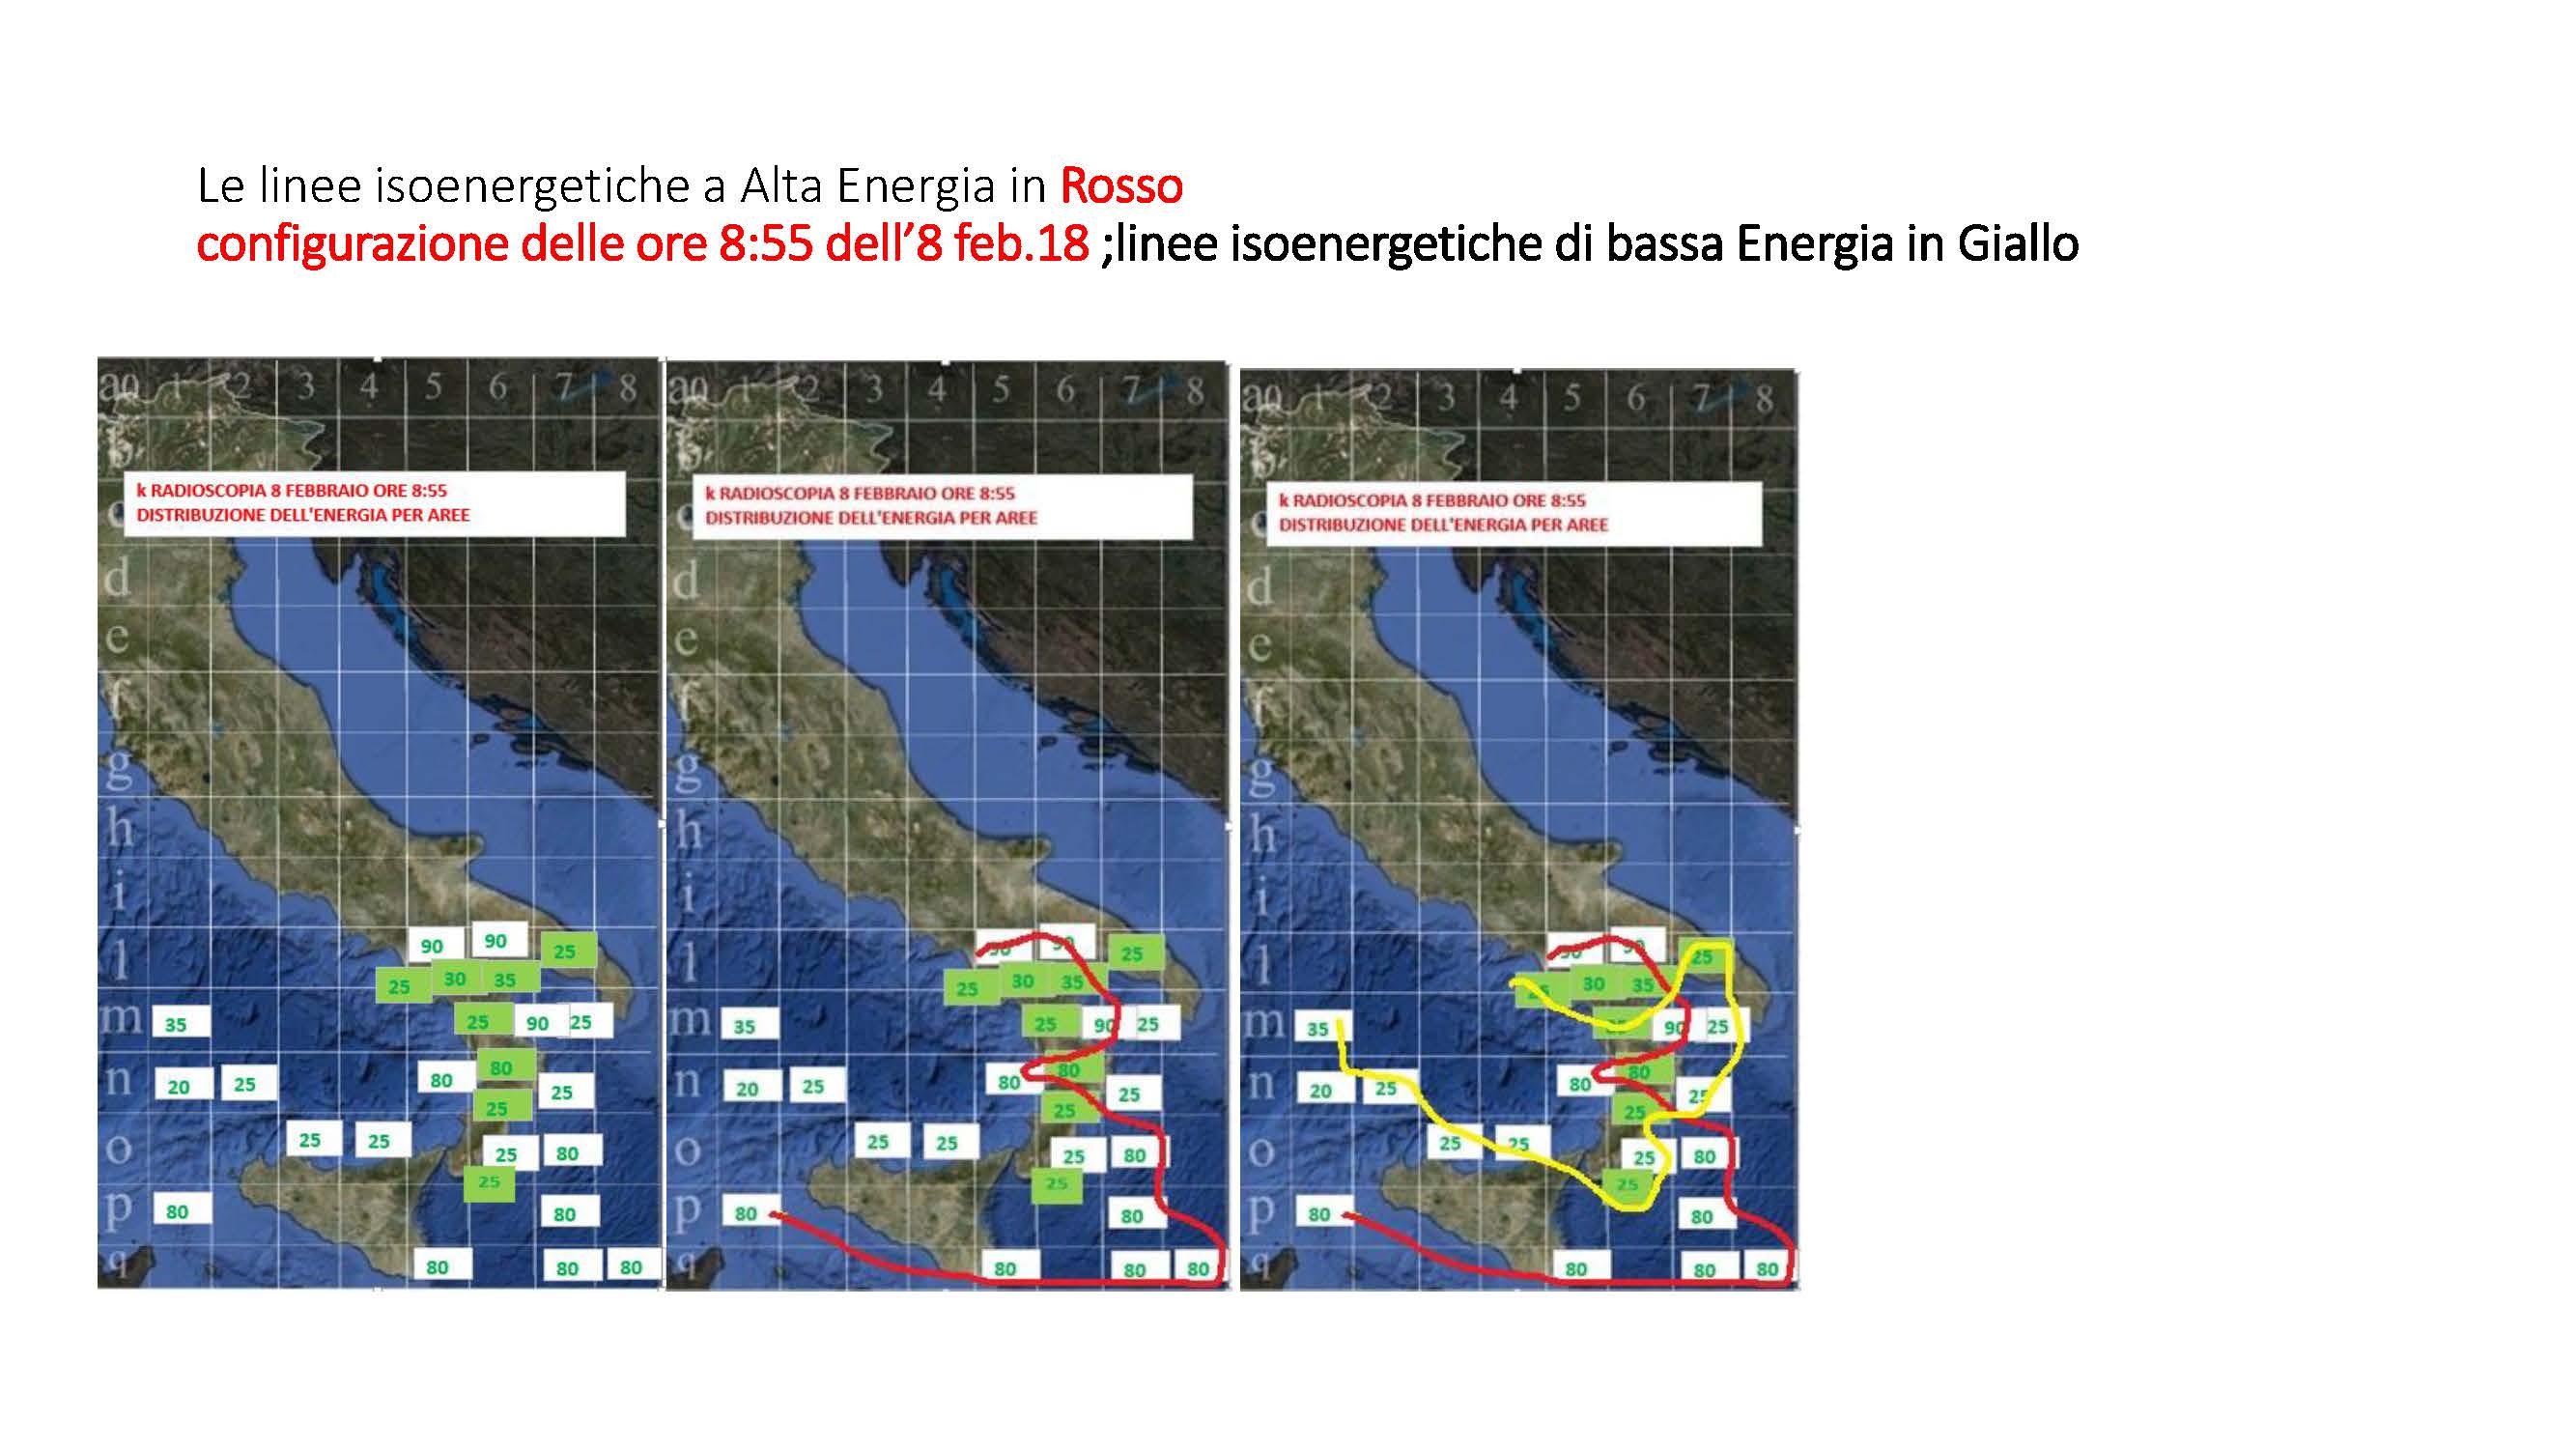 Le linee isoenergetiche a Alta Energia in Rosso
configurazione delle ore 8:55 dell’8 feb.18 ;linee isoenergetiche di bassa Energia in Giallo
a0 1 2 3 4 5 6 7 8
b
k RADIOSCOPIA 8 FEBBRAIO ORE 8:55
c DISTRIBUZIONE DELL'ENERGIA PER AREE
d
e
f
g
h
i
90 90 25
l
25 30 35
m 35 25 90 25
80
n 20 25 80 25
25
o 25 25 25 80
25
p 80 80
q 80 80 80
a0 1 2 3 4 5 6 7 8
b
k RADIOSCOPIA 8 FEBBRAIO ORE 8:55
c DISTRIBUZIONE DELL'ENERGIA PER AREE
d
e
f
g
h
i
90 90 25
l
25 30 35
m 35 25 90 25
80
n 20 25 80 25
25
o 25 25 25 80
25
p 80 80
q 80 80 80
a0 1 2 3 4 5 6 7 8
b
k RADIOSCOPIA 8 FEBBRAIO ORE 8:55
c DISTRIBUZIONE DELL'ENERGIA PER AREE
d
e
f
g
h
i
90 90 25
l
25 30 35
m 35 25 90 25
80
n 20 25 80 25
25
o 25 25 25 80
25
p 80 80
q 80 80 80